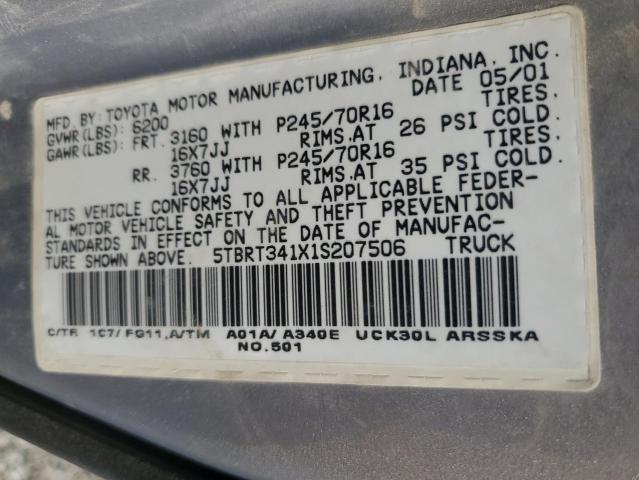 MFD. BY: TOYOTA MOTOR MANUFACTURING, INDIANA, INC.
GVWR (LBS): 6200 DATE 05/01
GAWR (LBS): FRT. 3160 WITH P245/70R16 TIRES.
16X7JJ RIMS.AT 26 PSI COLD.
RR. 3760 WITH P245/70R16 TIRES.
16X7JJ RIMS.AT 35 PSI COLD.
THIS VEHICLE CONFORMS TO ALL APPLICABLE FEDER-
AL MOTOR VEHICLE SAFETY AND THEFT PREVENTION
STANDARDS IN EFFECT ON THE DATE OF MANUFAC-
TURE SHOWN ABOVE. 5TBRT341X1S207506 TRUCK
C/TR 1C7/FG11,A/TM A01A/A340E UCK30L ARSSKA
NO.501